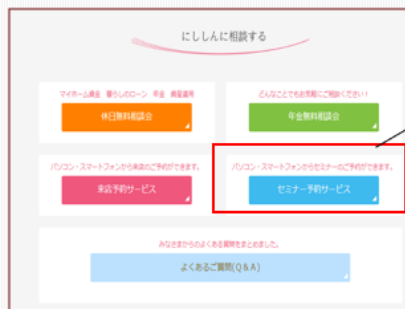 にししんに相談する
マイホーム資金 暮らしのローン 年金 資産運用
休日無料相談会
どんなことでもお気軽にご相談ください！
年金無料相談会
パソコン・スマートフォンから来店のご予約ができます。
来店予約サービス
パソコン・スマートフォンからセミナーのご予約ができます。
セミナー予約サービス
みなさまからのよくある質問をまとめました。
よくあるご質問(Q＆A)